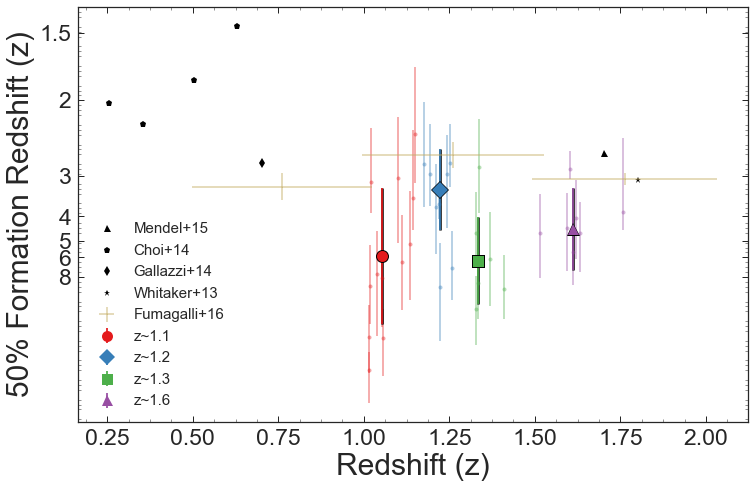 50% Formation Redshift (z)
1.5
2
3
4
5
6
8
Mendel+15
Choi+14
Gallazzi+14
Whitaker+13
Fumagalli+16
z~1.1
z~1.2
z~1.3
z~1.6
0.25 0.50 0.75 1.00 1.25 1.50 1.75 2.00
Redshift (z)